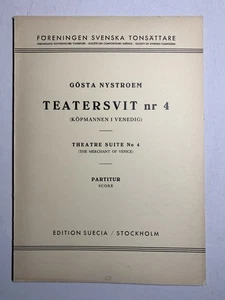 FÖRENINGEN SVENSKA TONSÄTTARE
GÖSTA NYSTROEM
TEATERSVIT nr 4
(KÖPMANNEN I VENEDIG)
THEATRE SUITE No 4
(THE MERCHANT OF VENICE)
PARTITUR
SCORE
EDITION SUECIA / STOCKHOLM